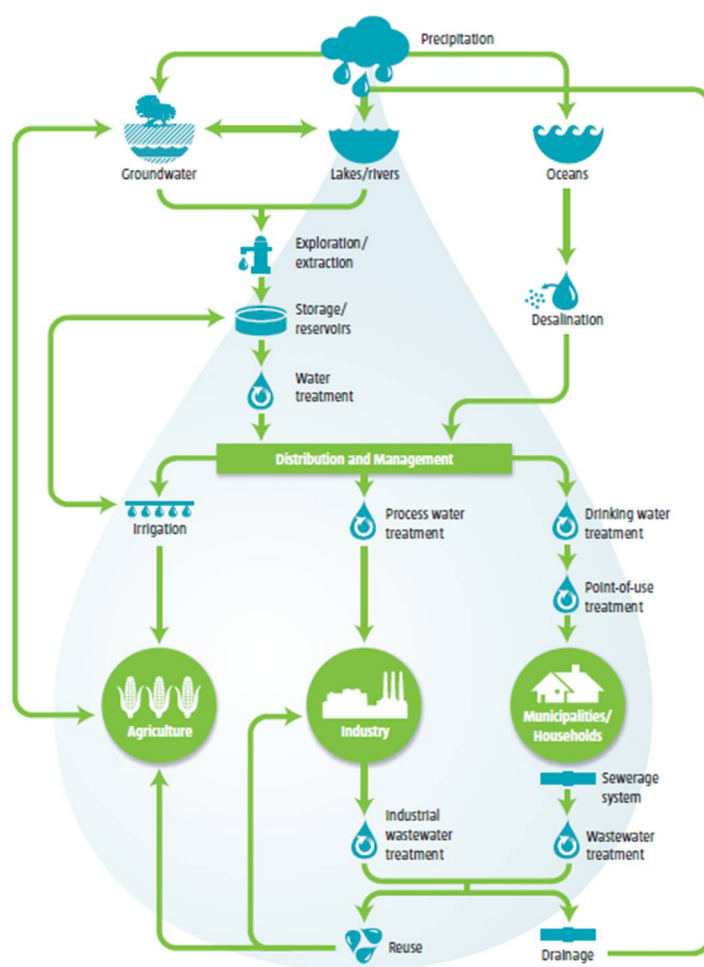 Precipitation
Groundwater
Lakes/rivers
Oceans
Exploration/
extraction
Storage/
reservoirs
Desalination
Water
treatment
Distribution and Management
Irrigation
Process water
treatment
Drinking water
treatment
Point-of-use
treatment
Agriculture
Industry
Municipalities/
Households
Sewerage
system
Industrial
wastewater
treatment
Wastewater
treatment
Reuse
Drainage